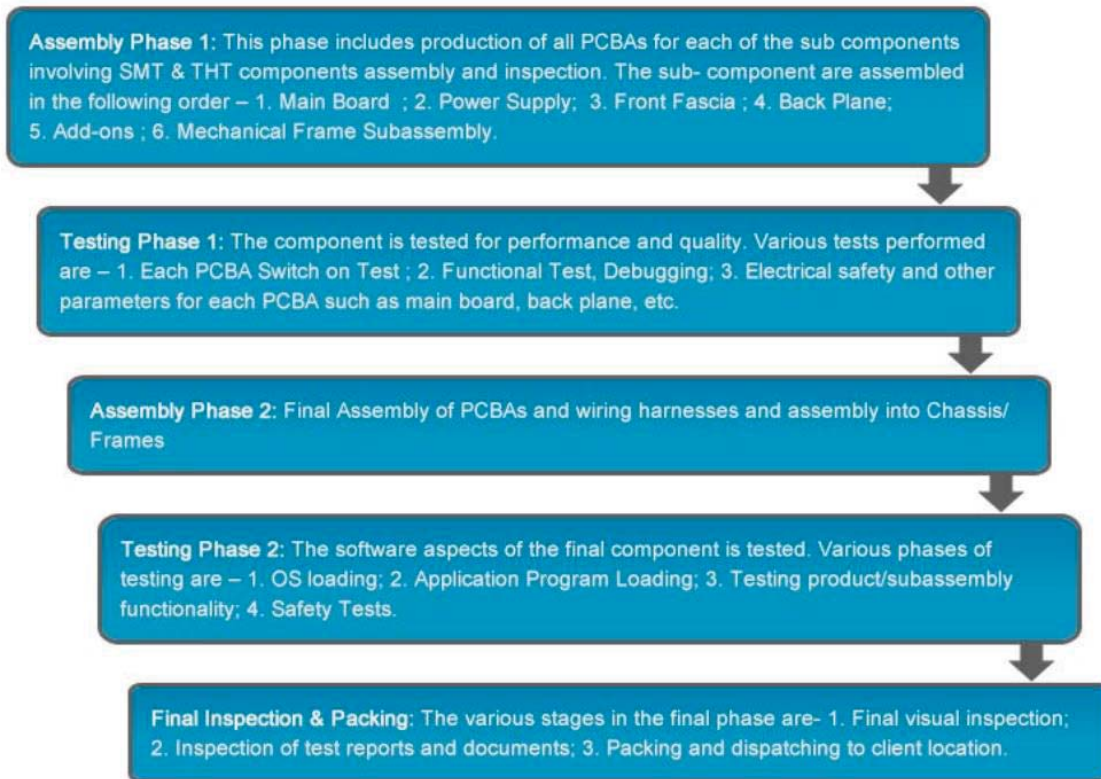 Assembly Phase 1: This phase includes production of all PCBAs for each of the sub components
involving SMT & THT components assembly and inspection. The sub- component are assembled
in the following order – 1. Main Board ; 2. Power Supply; 3. Front Fascia ; 4. Back Plane;
5. Add-ons ; 6. Mechanical Frame Subassembly.
Testing Phase 1: The component is tested for performance and quality. Various tests performed
are – 1. Each PCBA Switch on Test ; 2. Functional Test, Debugging; 3. Electrical safety and other
parameters for each PCBA such as main board, back plane, etc.
Assembly Phase 2: Final Assembly of PCBAs and wiring harnesses and assembly into Chassis/
Frames
Testing Phase 2: The software aspects of the final component is tested. Various phases of
testing are – 1. OS loading; 2. Application Program Loading; 3. Testing product/subassembly
functionality; 4. Safety Tests.
Final Inspection & Packing: The various stages in the final phase are- 1. Final visual inspection;
2. Inspection of test reports and documents; 3. Packing and dispatching to client location.